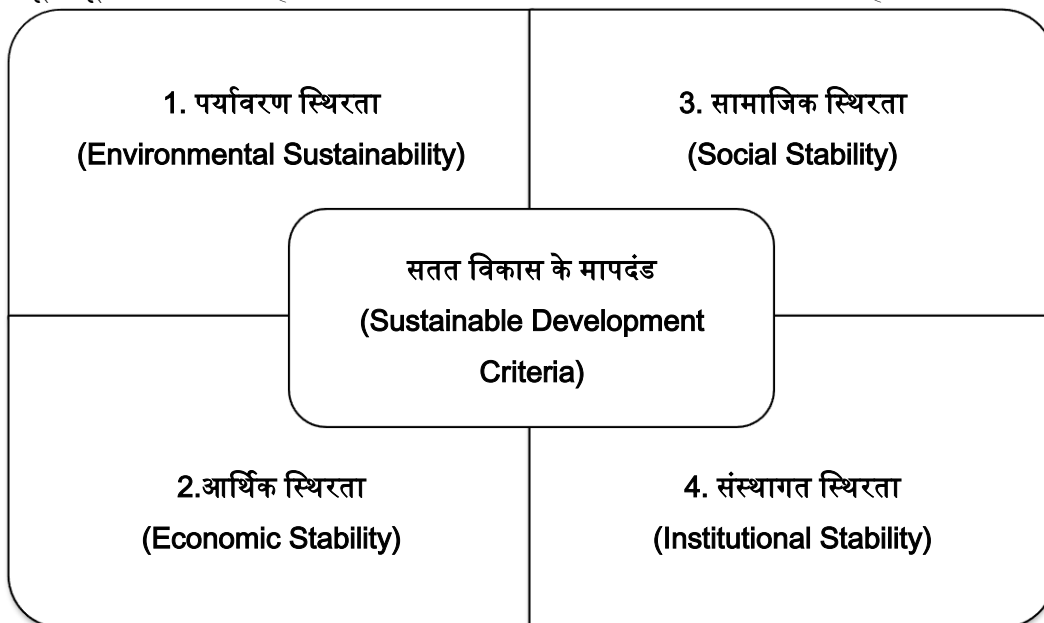 1. पर्यावरण स्थिरता
(Environmental Sustainability)
3. सामाजिक स्थिरता
(Social Stability)
सतत विकास के मापदंड
(Sustainable Development
Criteria)
2.आर्थिक स्थिरता
(Economic Stability)
4. संस्थागत स्थिरता
(Institutional Stability)